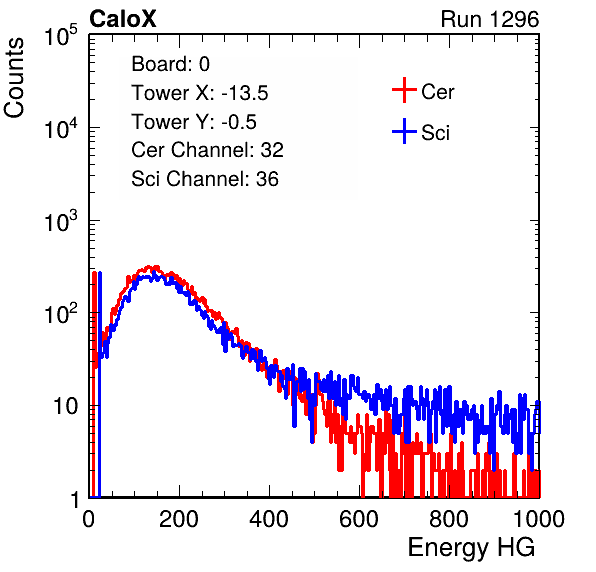 CaloX Run 1296
Counts
Board: 0
Tower X: -13.5
Tower Y: -0.5
Cer Channel: 32
Sci Channel: 36
Cer
Sci
10^5
10^4
10^3
10^2
10
1
0 200 400 600 800 1000
Energy HG